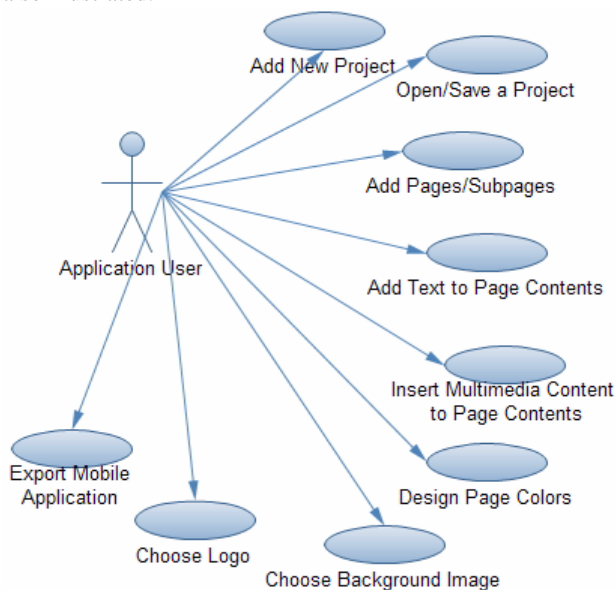 Add New Project
Open/Save a Project
Add Pages/Subpages
Application User
Add Text to Page Contents
Insert Multimedia Content
to Page Contents
Export Mobile
Application
Design Page Colors
Choose Logo
Choose Background Image